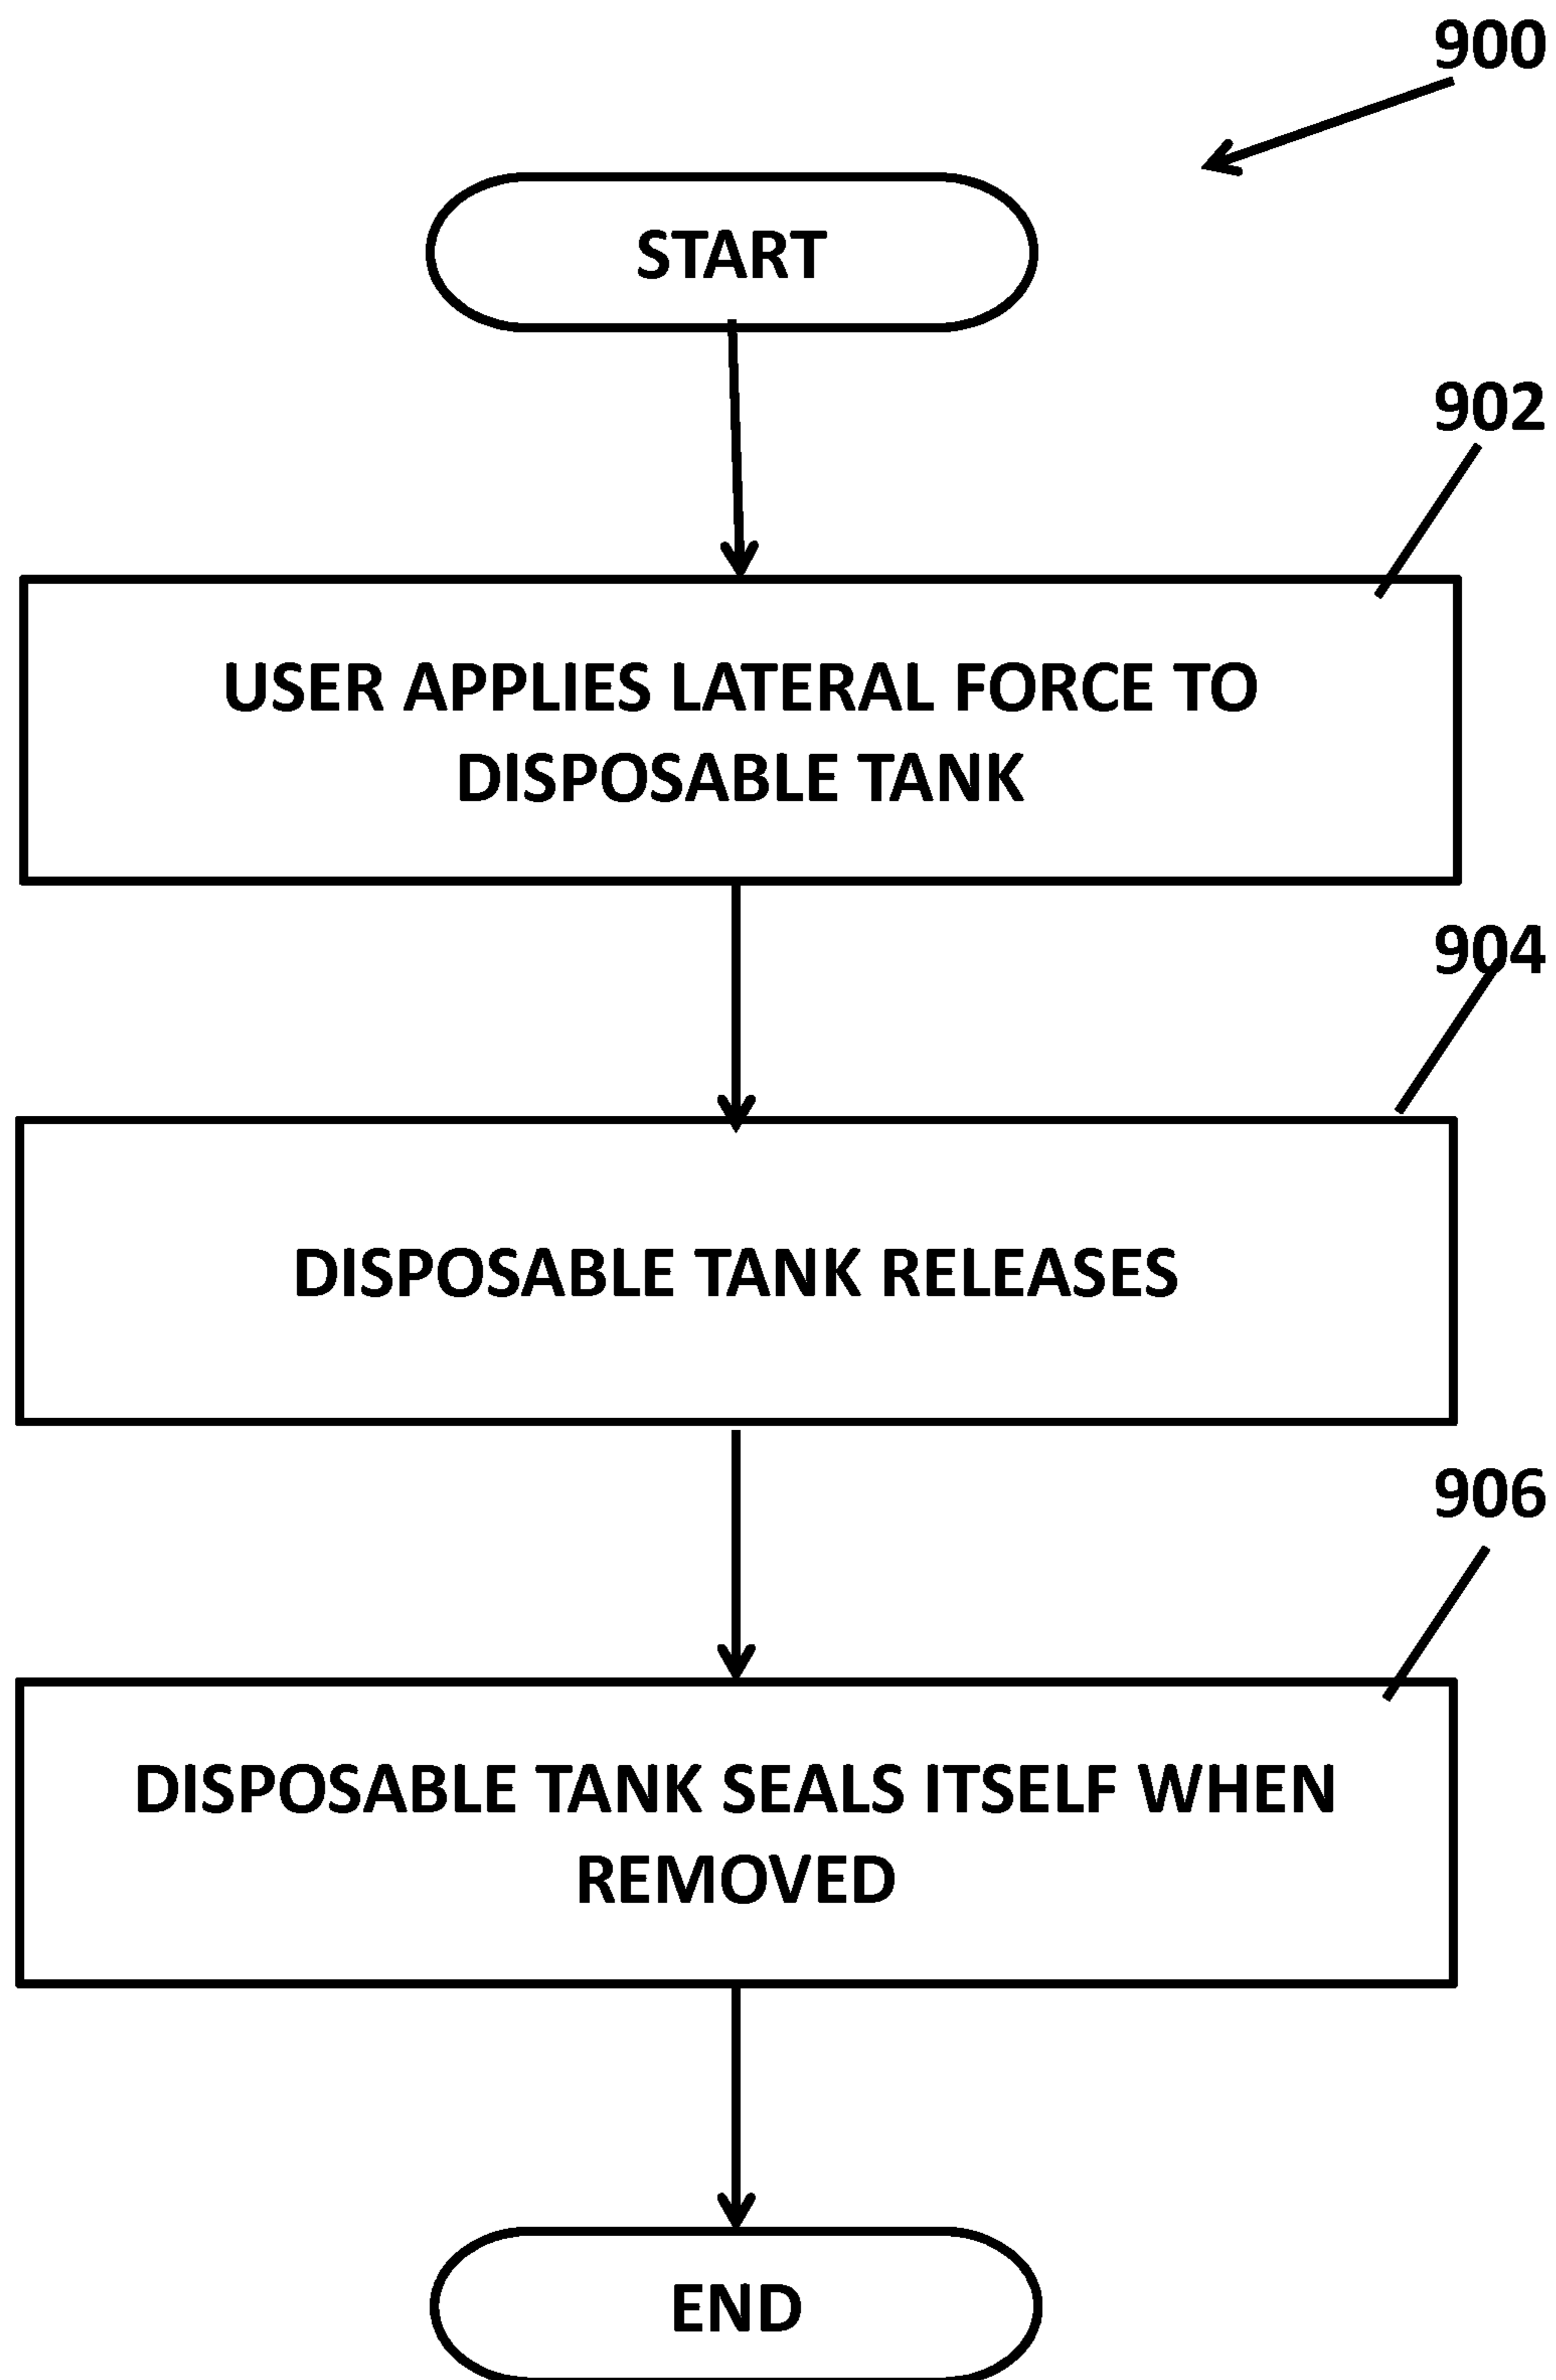 900
START
902
USER APPLIES LATERAL FORCE TO
DISPOSABLE TANK
904
DISPOSABLE TANK RELEASES
906
DISPOSABLE TANK SEALS ITSELF WHEN
REMOVED
END